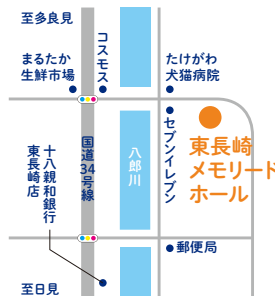 至多良見
コスモス
まるたか
生鮮市場
たけがわ
犬猫病院
国道34号線
八郎川
セブンイレブン
東長崎
メモリード
ホール
十八親和銀行
東長崎店
郵便局
至日見